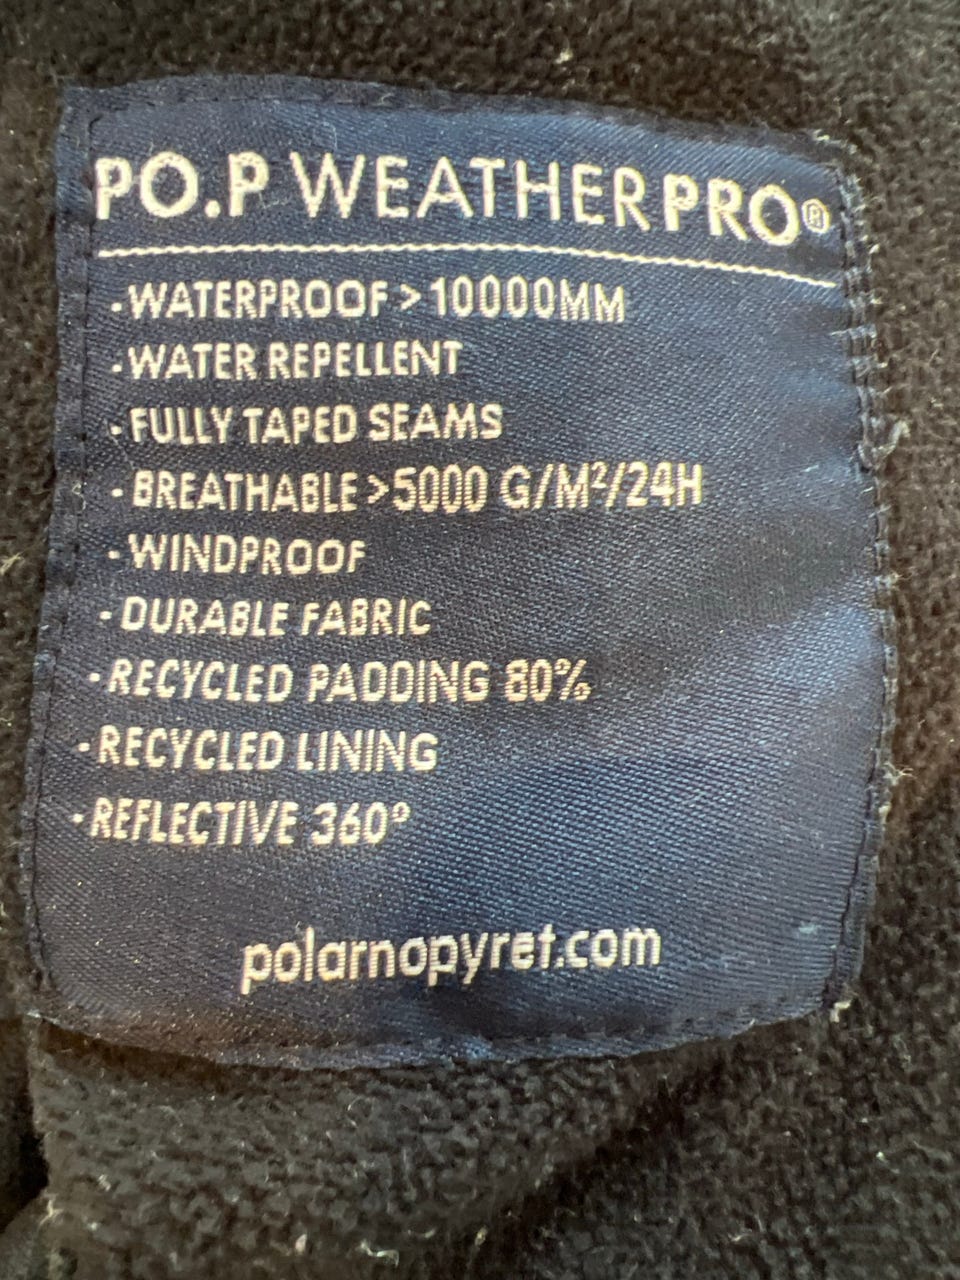 PO.P WEATHERPRO®
- WATERPROOF > 10000MM
- WATER REPELLENT
- FULLY TAPED SEAMS
- BREATHABLE >5000 G/M²/24H
- WINDPROOF
- DURABLE FABRIC
- RECYCLED PADDING 80%
- RECYCLED LINING
- REFLECTIVE 360°
polarnopyret.com